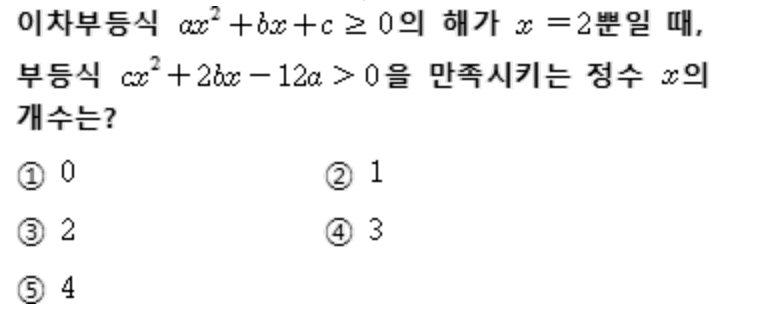 이차부등식 ax² + bx + c ≥ 0의 해가 x = 2뿐일 때,
부등식 cx² + 2bx − 12a > 0을 만족시키는 정수 x의
개수는?
① 0 ② 1
③ 2 ④ 3
⑤ 4